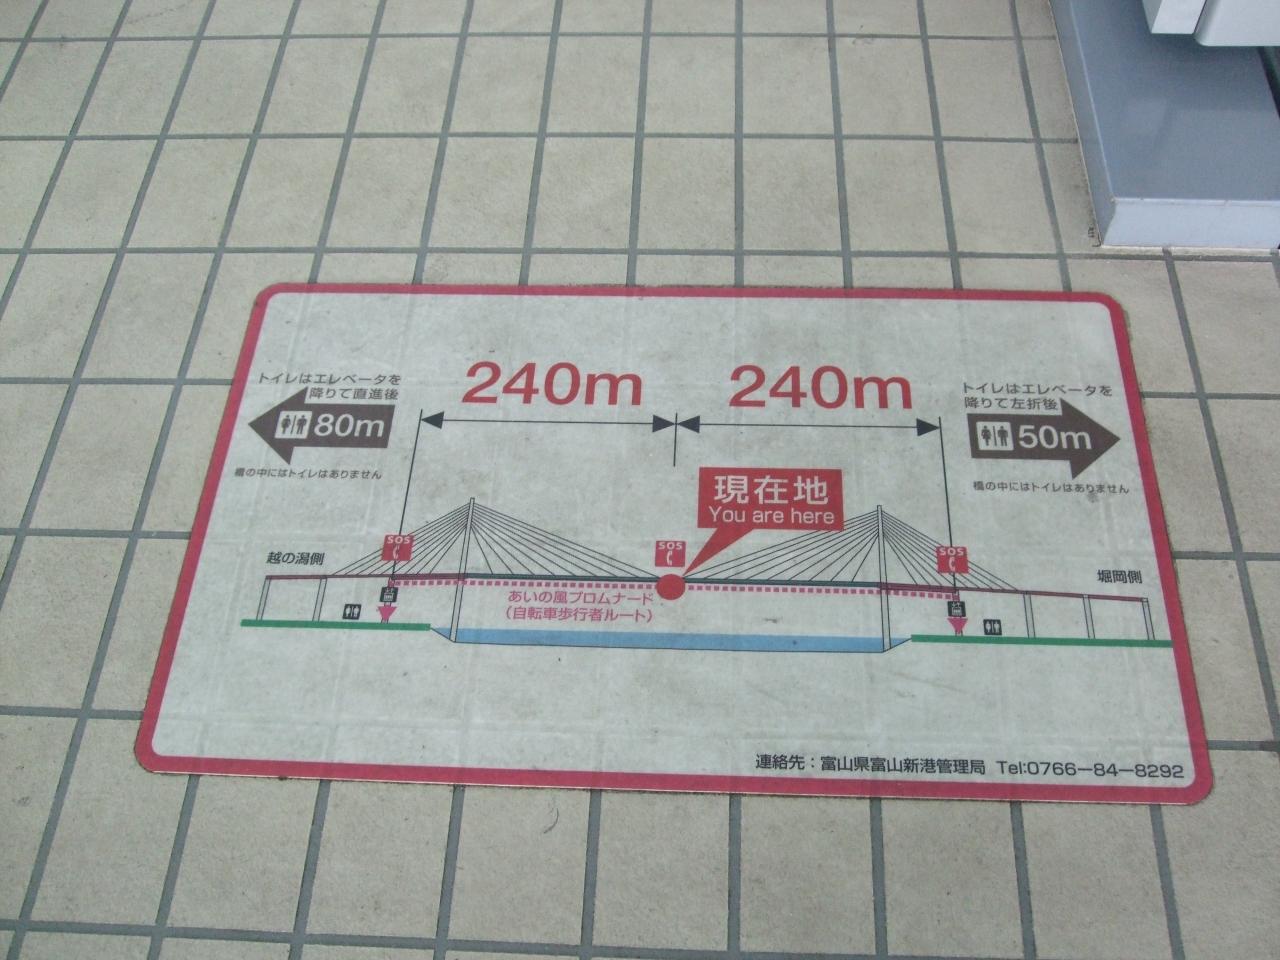 240m
240m
トイレはエレベータを
降りて直進後
80m
橋の中にはトイレはありません
トイレはエレベータを
降りて左折後
50m
橋の中にはトイレはありません
現在地
You are here
SOS
SOS
SOS
越の潟側
堀岡側
あいの風プロムナード
（自転車歩行者ルート）
連絡先：富山県富山新港管理局 Tel:0766-84-8292